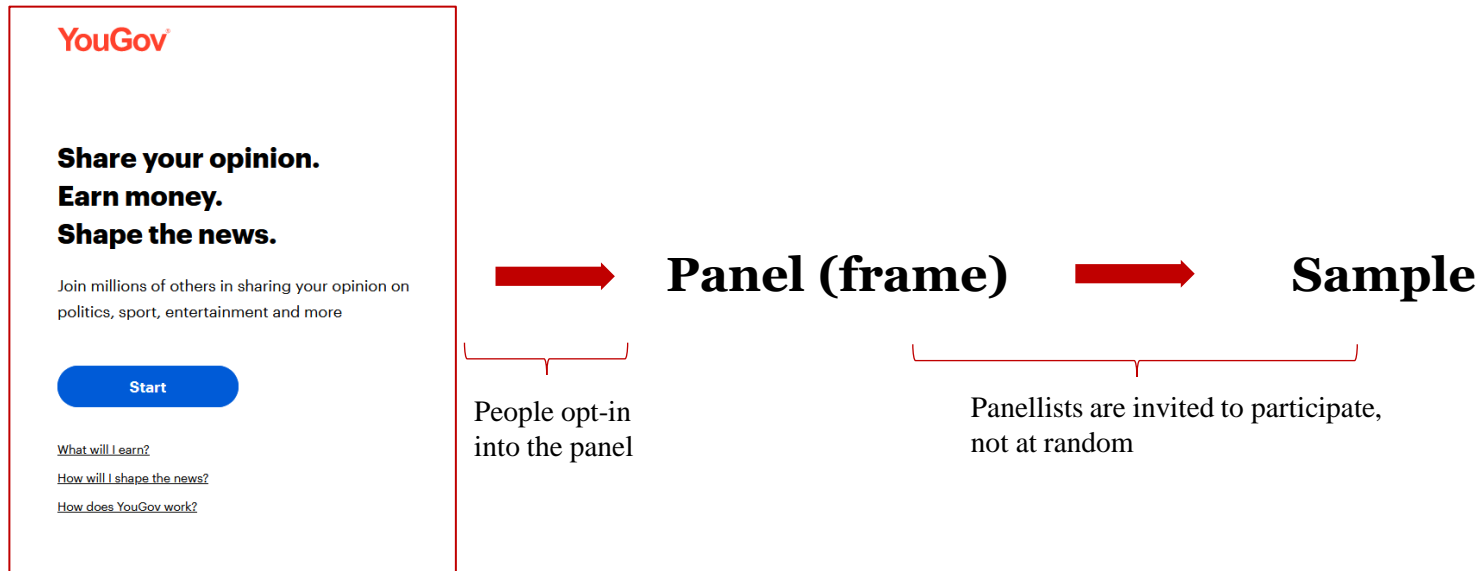 YouGov
Share your opinion.
Earn money.
Shape the news.
Join millions of others in sharing your opinion on
politics, sport, entertainment and more
Start
What will I earn?
How will I shape the news?
How does YouGov work?
People opt-in
into the panel
Panel (frame)
Panellists are invited to participate,
not at random
Sample